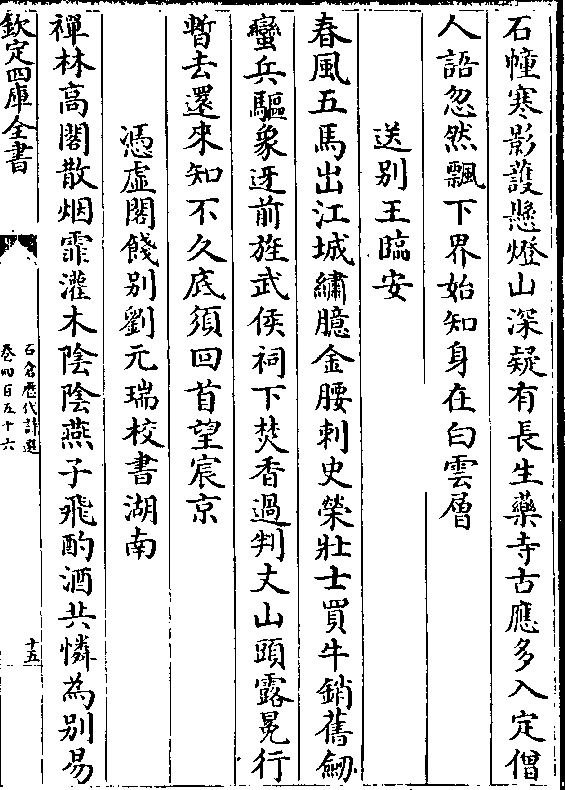 石幢寒影護懸燈山深疑有長生藥寺古應多入定僧
人語忽然飄下界始知身在白雲層
送别王臨安
春風五馬出江城繡臆金腰刺史榮壯士買牛銷舊劒
蠻兵驅象迓前旌武侯祠下焚香過判丈山頭露冕行
暫去還來知不久底須回首望宸京
憑虛閣餞别劉元瑞校書湖南
禪林高閣散烟霏灌木陰陰燕子飛酌酒共憐為别易
欽定四庫全書
石倉歷代詩選
卷四百五十六
十五